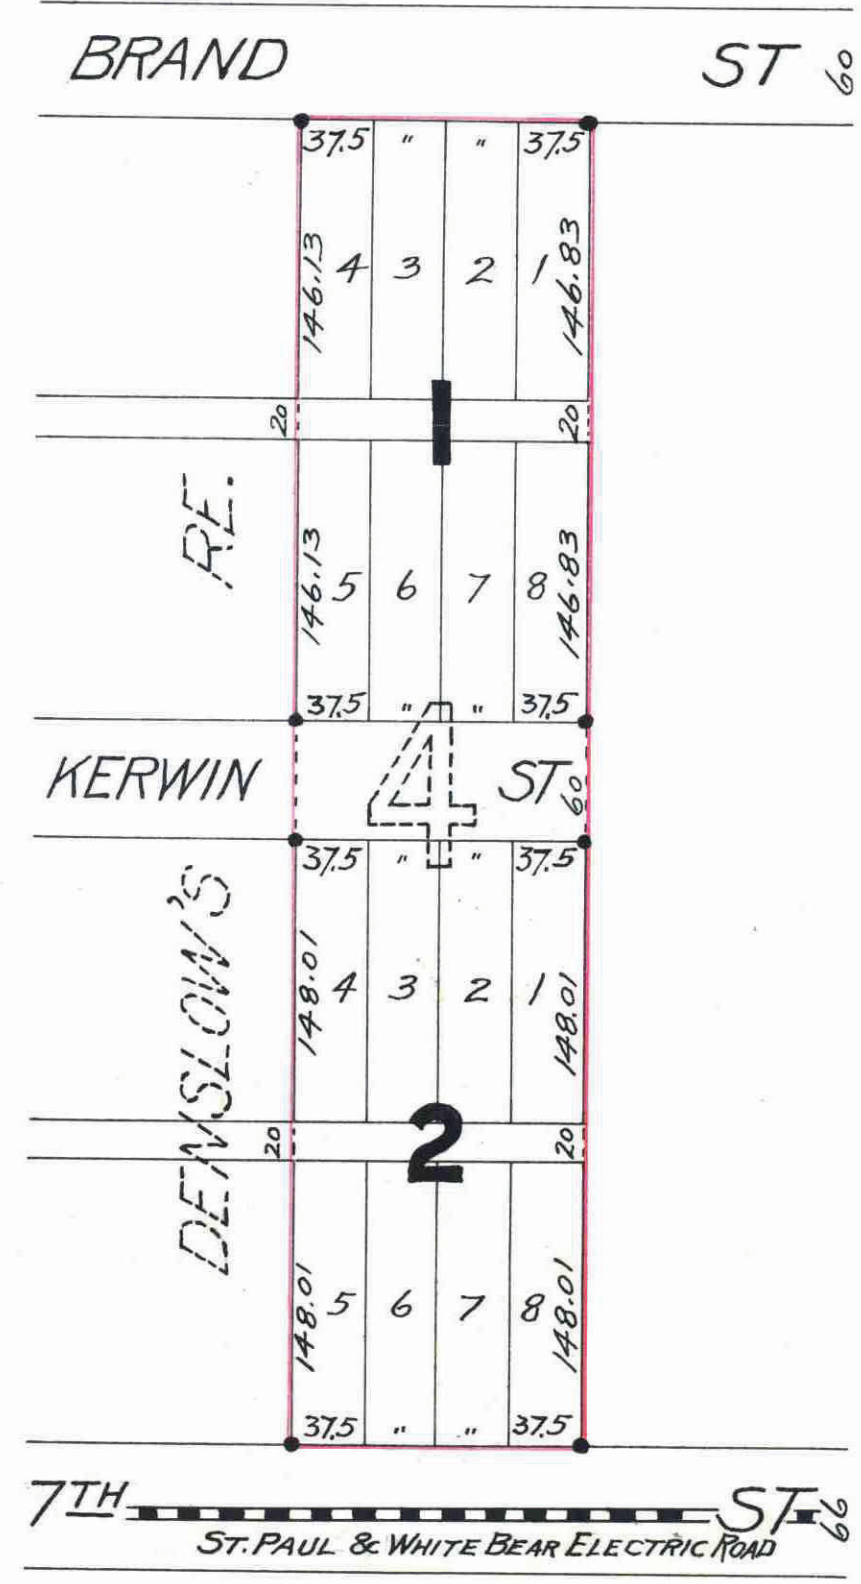 BRAND ST 60
37.5 " " 37.5
146.13 4 3 2 1 146.83
20 1 20
RE.
146.13 5 6 7 8 146.83
37.5 " " 37.5
KERWIN 4 ST. 60
37.5 " " 37.5
DENSLOW'S
148.01 4 3 2 1 148.01
20 2 20
148.01 5 6 7 8 148.01
37.5 " " 37.5
7TH ST 66
ST. PAUL & WHITE BEAR ELECTRIC ROAD